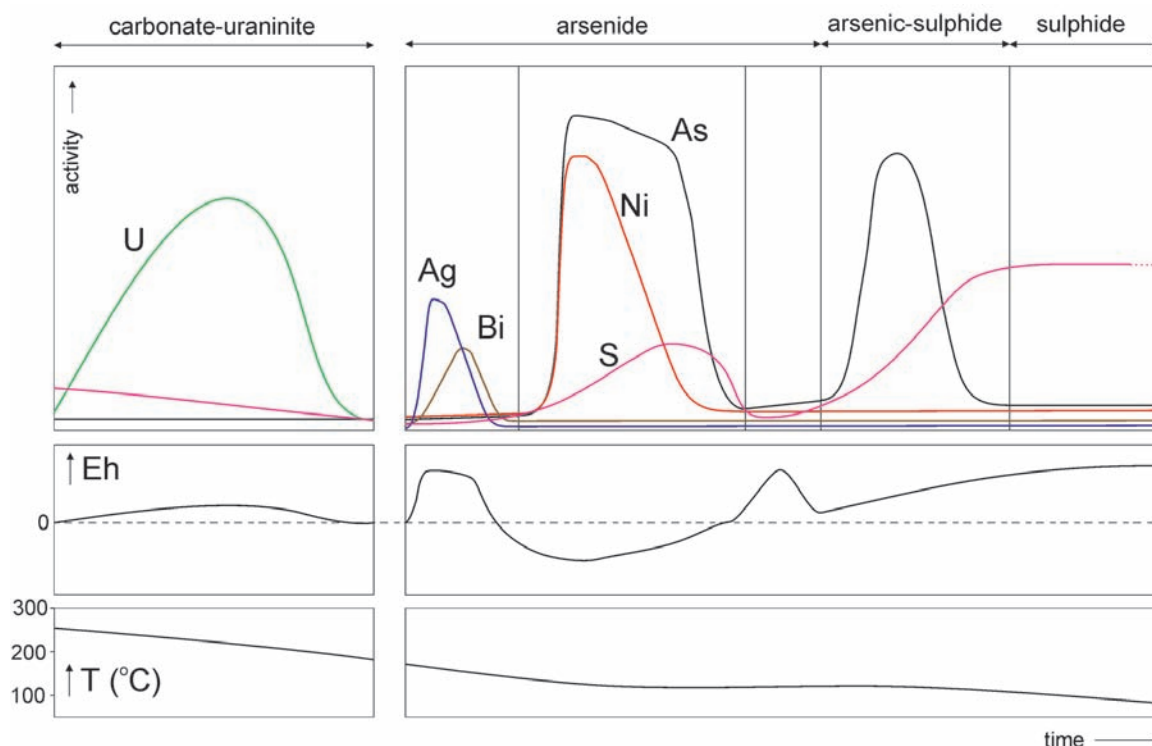 carbonate-uraninite arsenide arsenic-sulphide sulphide
activity
As
U
Ni
Ag
Bi
S
Eh
0
300
200
T (°C)
100
time